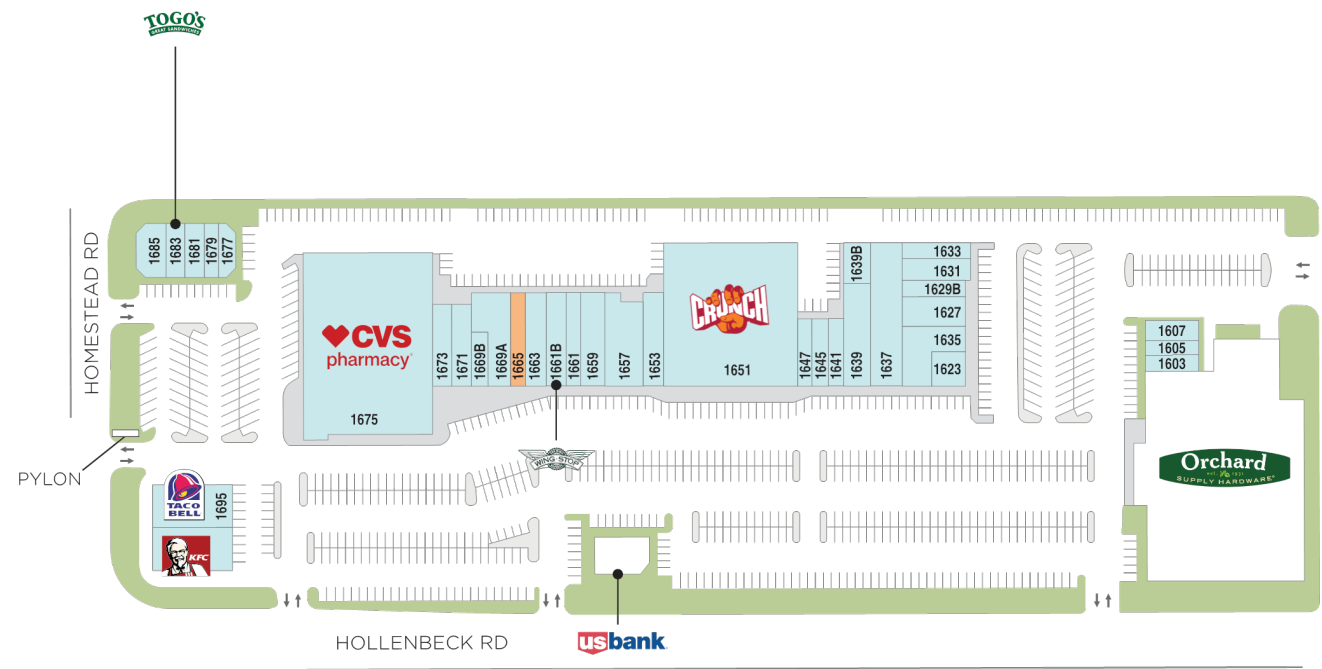 TOGO'S
GREAT SANDWICHES
HOMESTEAD RD
1685
1683
1681
1679
1677
CVS
pharmacy
1675
1673
1671
1669B
1669A
1665
1663
1661B
1661
1659
1657
1653
CRUNCH
1651
1647
1645
1641
1639B
1639
1637
1633
1631
1629B
1627
1635
1623
1607
1605
1603
PYLON
WING·STOP
Orchard
est. 1931
SUPPLY HARDWARE
TACO
BELL
1695
KFC
HOLLENBECK RD
usbank